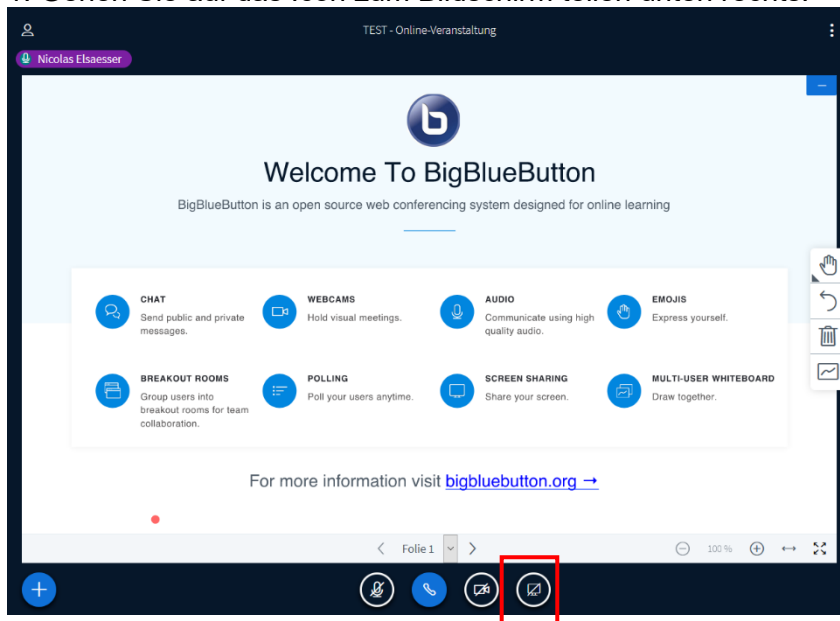 TEST - Online-Veranstaltung
Nicolas Elsaesser
Welcome To BigBlueButton
BigBlueButton is an open source web conferencing system designed for online learning
CHAT
Send public and private
messages.
WEBCAMS
Hold visual meetings.
AUDIO
Communicate using high
quality audio.
EMOJIS
Express yourself.
BREAKOUT ROOMS
Group users into
breakout rooms for team
collaboration.
POLLING
Poll your users anytime.
SCREEN SHARING
Share your screen.
MULTI-USER WHITEBOARD
Draw together.
For more information visit bigbluebutton.org →
Folie 1
100 %